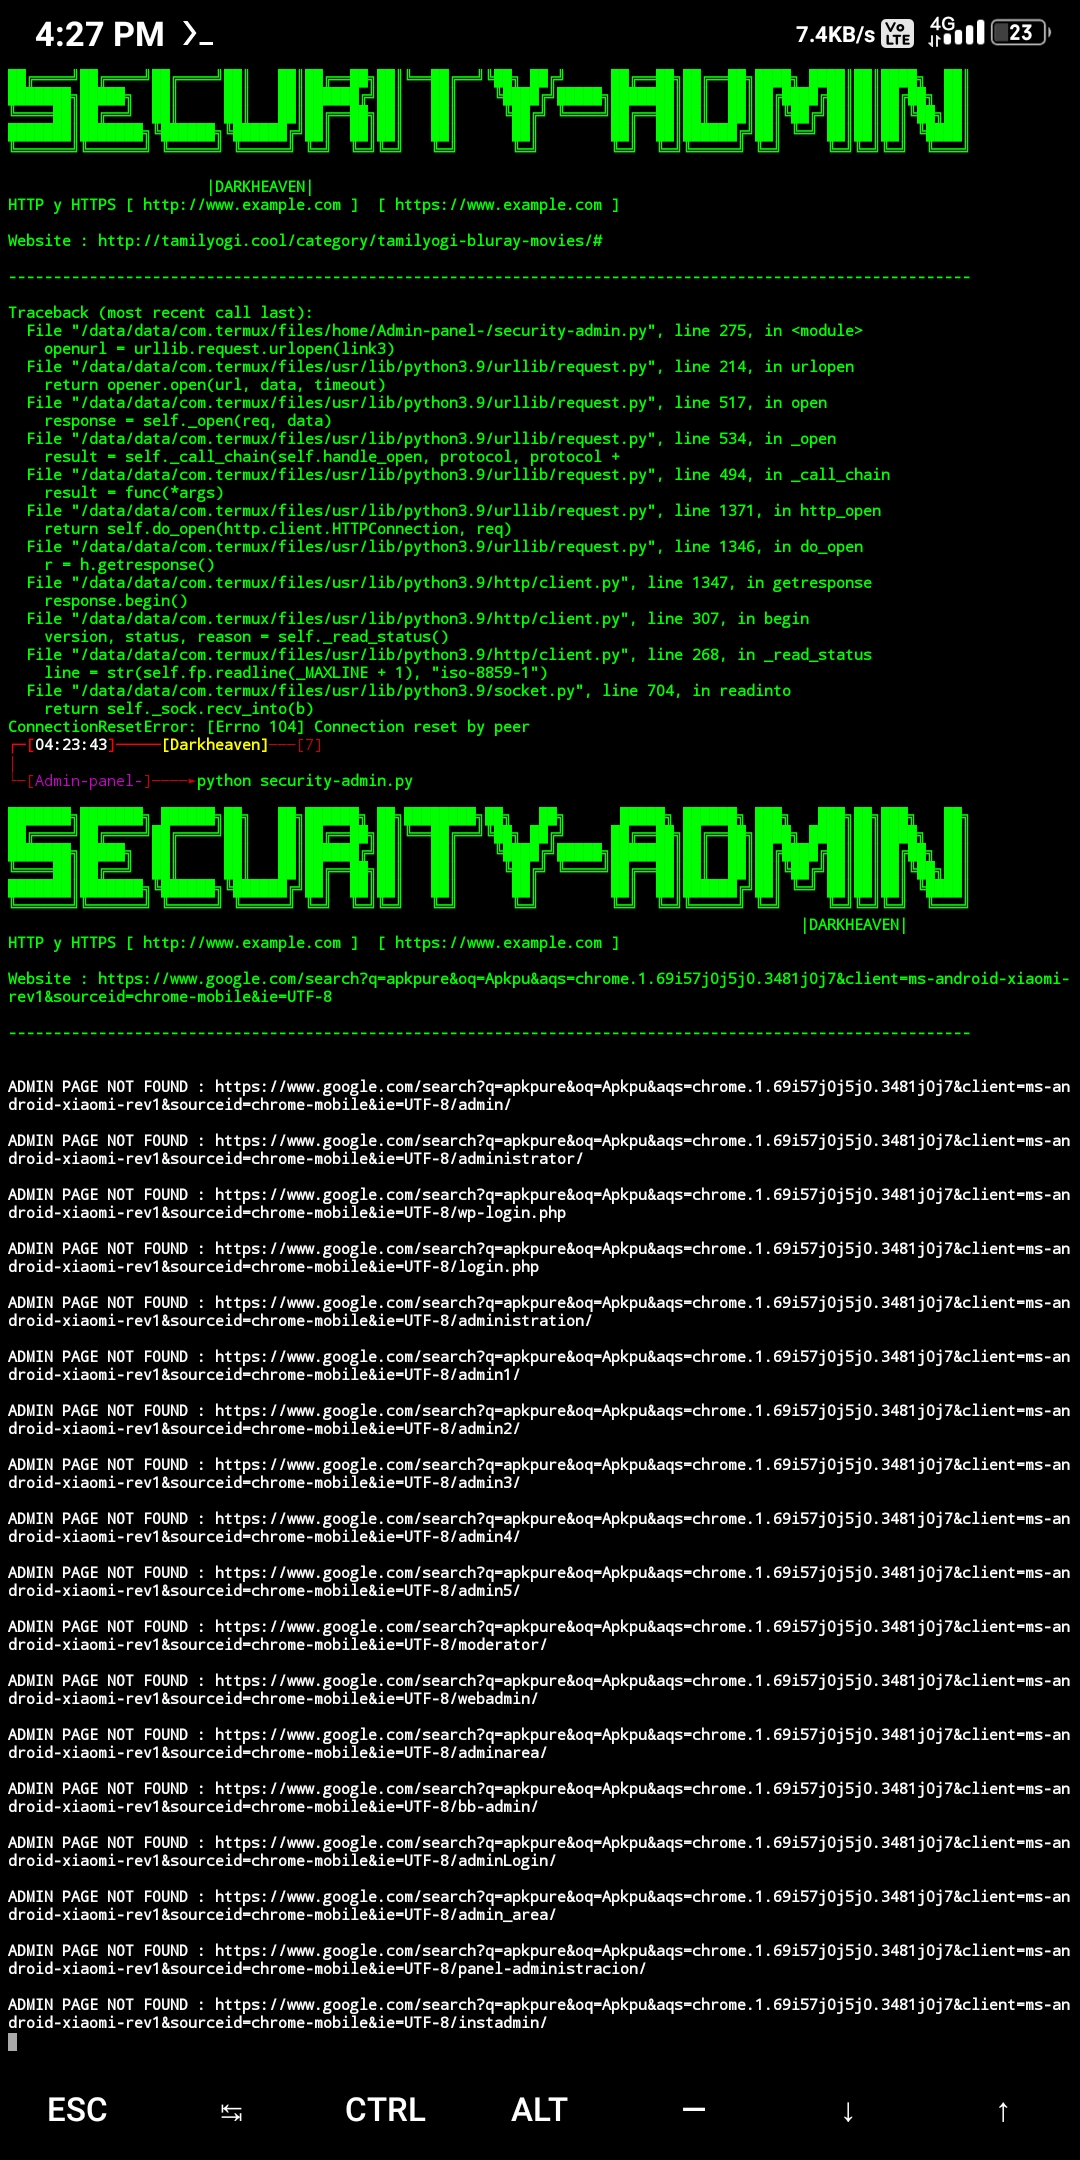 4:27 PM
7.4KB/s Vo LTE 4G 23
SECURITY-ADMIN
|DARKHEAVEN|
HTTP y HTTPS [ http://www.example.com ]  [ https://www.example.com ]
Website : http://tamilyogi.cool/category/tamilyogi-bluray-movies/#
-----------------------------------------------------------------------------------------------------------
Traceback (most recent call last):
  File "/data/data/com.termux/files/home/Admin-panel-/security-admin.py", line 275, in <module>
    openurl = urllib.request.urlopen(link3)
  File "/data/data/com.termux/files/usr/lib/python3.9/urllib/request.py", line 214, in urlopen
    return opener.open(url, data, timeout)
  File "/data/data/com.termux/files/usr/lib/python3.9/urllib/request.py", line 517, in open
    response = self._open(req, data)
  File "/data/data/com.termux/files/usr/lib/python3.9/urllib/request.py", line 534, in _open
    result = self._call_chain(self.handle_open, protocol, protocol +
  File "/data/data/com.termux/files/usr/lib/python3.9/urllib/request.py", line 494, in _call_chain
    result = func(*args)
  File "/data/data/com.termux/files/usr/lib/python3.9/urllib/request.py", line 1371, in http_open
    return self.do_open(http.client.HTTPConnection, req)
  File "/data/data/com.termux/files/usr/lib/python3.9/urllib/request.py", line 1346, in do_open
    r = h.getresponse()
  File "/data/data/com.termux/files/usr/lib/python3.9/http/client.py", line 1347, in getresponse
    response.begin()
  File "/data/data/com.termux/files/usr/lib/python3.9/http/client.py", line 307, in begin
    version, status, reason = self._read_status()
  File "/data/data/com.termux/files/usr/lib/python3.9/http/client.py", line 268, in _read_status
    line = str(self.fp.readline(_MAXLINE + 1), "iso-8859-1")
  File "/data/data/com.termux/files/usr/lib/python3.9/socket.py", line 704, in readinto
    return self._sock.recv_into(b)
ConnectionResetError: [Errno 104] Connection reset by peer
┌─[04:23:43]─────[Darkheaven]───[7]
│
└─[Admin-panel-]────►python security-admin.py
SECURITY-ADMIN
|DARKHEAVEN|
HTTP y HTTPS [ http://www.example.com ]  [ https://www.example.com ]
Website : https://www.google.com/search?q=apkpure&oq=Apkpu&aqs=chrome.1.69i57j0j5j0.3481j0j7&client=ms-android-xiaomi-
rev1&sourceid=chrome-mobile&ie=UTF-8
-----------------------------------------------------------------------------------------------------------
ADMIN PAGE NOT FOUND : https://www.google.com/search?q=apkpure&oq=Apkpu&aqs=chrome.1.69i57j0j5j0.3481j0j7&client=ms-an
droid-xiaomi-rev1&sourceid=chrome-mobile&ie=UTF-8/admin/
ADMIN PAGE NOT FOUND : https://www.google.com/search?q=apkpure&oq=Apkpu&aqs=chrome.1.69i57j0j5j0.3481j0j7&client=ms-an
droid-xiaomi-rev1&sourceid=chrome-mobile&ie=UTF-8/administrator/
ADMIN PAGE NOT FOUND : https://www.google.com/search?q=apkpure&oq=Apkpu&aqs=chrome.1.69i57j0j5j0.3481j0j7&client=ms-an
droid-xiaomi-rev1&sourceid=chrome-mobile&ie=UTF-8/wp-login.php
ADMIN PAGE NOT FOUND : https://www.google.com/search?q=apkpure&oq=Apkpu&aqs=chrome.1.69i57j0j5j0.3481j0j7&client=ms-an
droid-xiaomi-rev1&sourceid=chrome-mobile&ie=UTF-8/login.php
ADMIN PAGE NOT FOUND : https://www.google.com/search?q=apkpure&oq=Apkpu&aqs=chrome.1.69i57j0j5j0.3481j0j7&client=ms-an
droid-xiaomi-rev1&sourceid=chrome-mobile&ie=UTF-8/administration/
ADMIN PAGE NOT FOUND : https://www.google.com/search?q=apkpure&oq=Apkpu&aqs=chrome.1.69i57j0j5j0.3481j0j7&client=ms-an
droid-xiaomi-rev1&sourceid=chrome-mobile&ie=UTF-8/admin1/
ADMIN PAGE NOT FOUND : https://www.google.com/search?q=apkpure&oq=Apkpu&aqs=chrome.1.69i57j0j5j0.3481j0j7&client=ms-an
droid-xiaomi-rev1&sourceid=chrome-mobile&ie=UTF-8/admin2/
ADMIN PAGE NOT FOUND : https://www.google.com/search?q=apkpure&oq=Apkpu&aqs=chrome.1.69i57j0j5j0.3481j0j7&client=ms-an
droid-xiaomi-rev1&sourceid=chrome-mobile&ie=UTF-8/admin3/
ADMIN PAGE NOT FOUND : https://www.google.com/search?q=apkpure&oq=Apkpu&aqs=chrome.1.69i57j0j5j0.3481j0j7&client=ms-an
droid-xiaomi-rev1&sourceid=chrome-mobile&ie=UTF-8/admin4/
ADMIN PAGE NOT FOUND : https://www.google.com/search?q=apkpure&oq=Apkpu&aqs=chrome.1.69i57j0j5j0.3481j0j7&client=ms-an
droid-xiaomi-rev1&sourceid=chrome-mobile&ie=UTF-8/admin5/
ADMIN PAGE NOT FOUND : https://www.google.com/search?q=apkpure&oq=Apkpu&aqs=chrome.1.69i57j0j5j0.3481j0j7&client=ms-an
droid-xiaomi-rev1&sourceid=chrome-mobile&ie=UTF-8/moderator/
ADMIN PAGE NOT FOUND : https://www.google.com/search?q=apkpure&oq=Apkpu&aqs=chrome.1.69i57j0j5j0.3481j0j7&client=ms-an
droid-xiaomi-rev1&sourceid=chrome-mobile&ie=UTF-8/webadmin/
ADMIN PAGE NOT FOUND : https://www.google.com/search?q=apkpure&oq=Apkpu&aqs=chrome.1.69i57j0j5j0.3481j0j7&client=ms-an
droid-xiaomi-rev1&sourceid=chrome-mobile&ie=UTF-8/adminarea/
ADMIN PAGE NOT FOUND : https://www.google.com/search?q=apkpure&oq=Apkpu&aqs=chrome.1.69i57j0j5j0.3481j0j7&client=ms-an
droid-xiaomi-rev1&sourceid=chrome-mobile&ie=UTF-8/bb-admin/
ADMIN PAGE NOT FOUND : https://www.google.com/search?q=apkpure&oq=Apkpu&aqs=chrome.1.69i57j0j5j0.3481j0j7&client=ms-an
droid-xiaomi-rev1&sourceid=chrome-mobile&ie=UTF-8/adminLogin/
ADMIN PAGE NOT FOUND : https://www.google.com/search?q=apkpure&oq=Apkpu&aqs=chrome.1.69i57j0j5j0.3481j0j7&client=ms-an
droid-xiaomi-rev1&sourceid=chrome-mobile&ie=UTF-8/admin_area/
ADMIN PAGE NOT FOUND : https://www.google.com/search?q=apkpure&oq=Apkpu&aqs=chrome.1.69i57j0j5j0.3481j0j7&client=ms-an
droid-xiaomi-rev1&sourceid=chrome-mobile&ie=UTF-8/panel-administracion/
ADMIN PAGE NOT FOUND : https://www.google.com/search?q=apkpure&oq=Apkpu&aqs=chrome.1.69i57j0j5j0.3481j0j7&client=ms-an
droid-xiaomi-rev1&sourceid=chrome-mobile&ie=UTF-8/instadmin/
ESC ↹ CTRL ALT — ↓ ↑